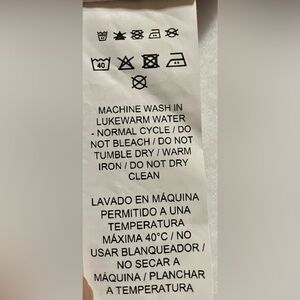 40
MACHINE WASH IN
LUKEWARM WATER
- NORMAL CYCLE / DO
NOT BLEACH / DO NOT
TUMBLE DRY / WARM
IRON / DO NOT DRY
CLEAN
LAVADO EN MÁQUINA
PERMITIDO A UNA
TEMPERATURA
MÁXIMA 40°C / NO
USAR BLANQUEADOR /
NO SECAR A
MÁQUINA / PLANCHAR
A TEMPERATURA